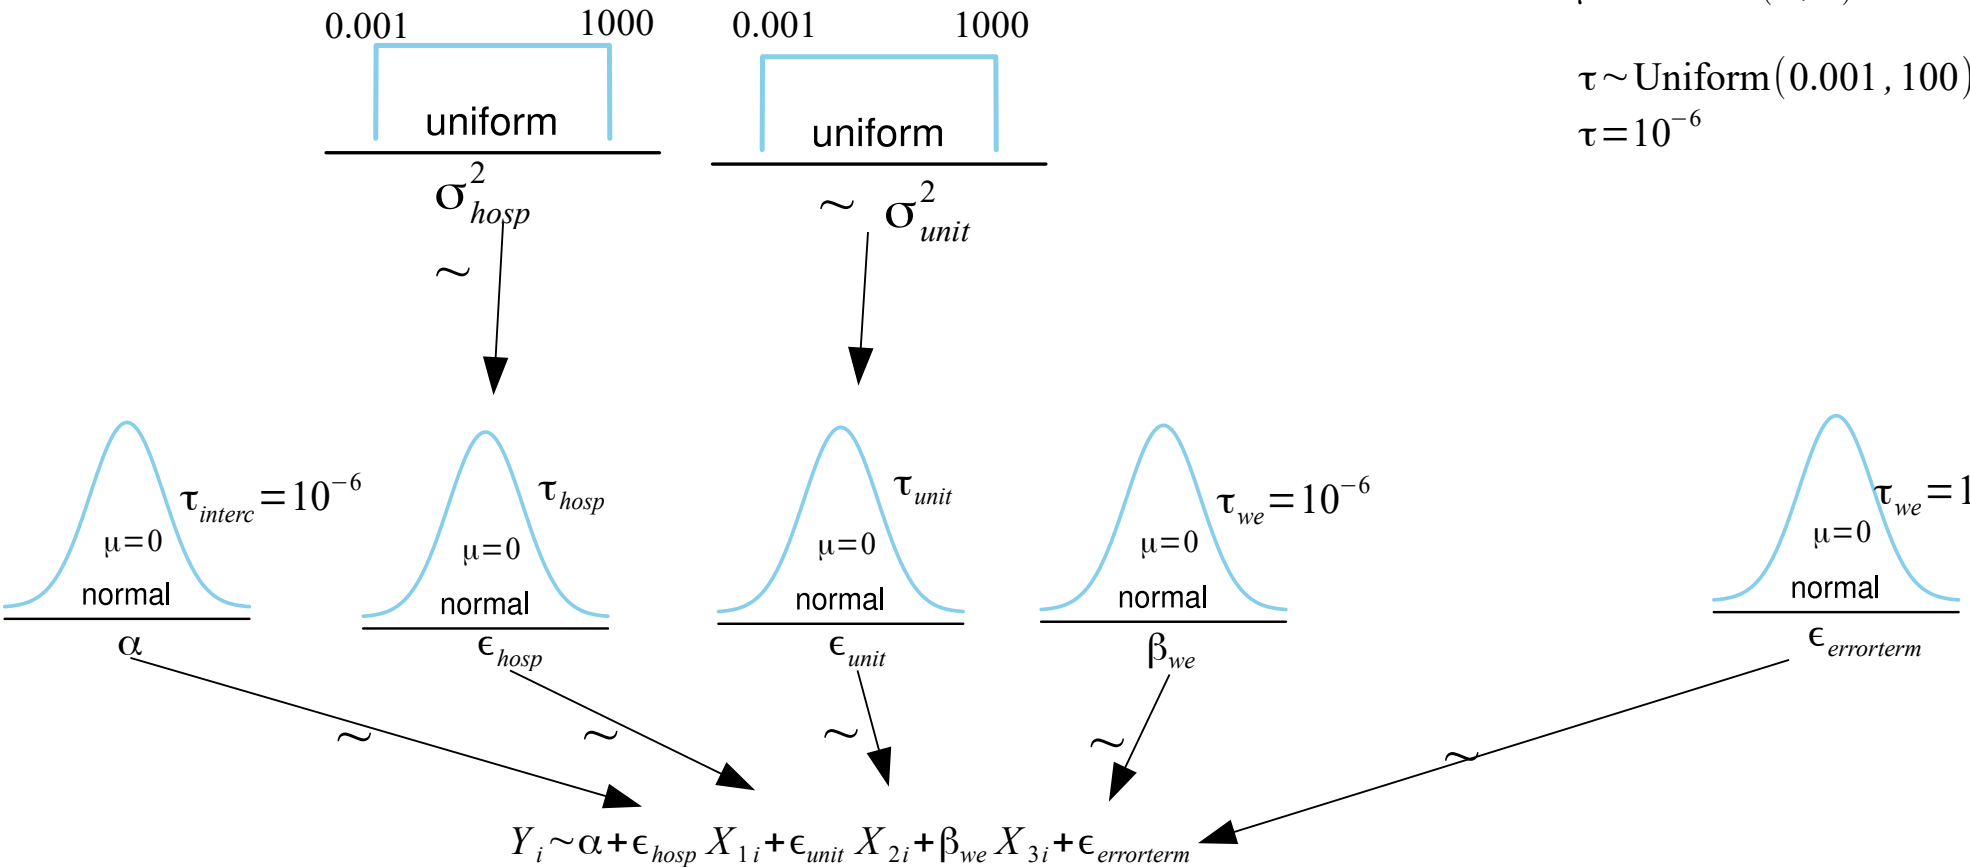 0.001 1000 0.001 1000
τ∼Uniform(0.001, 100)
τ=10⁻⁶
uniform uniform
σ²hosp ∼ σ²unit
∼
τinterc=10⁻⁶ τhosp τunit τwe=10⁻⁶ τwe=1
μ=0 μ=0 μ=0 μ=0 μ=0
normal normal normal normal normal
α ϵhosp ϵunit βwe ϵerrorterm
∼ ∼ ∼ ∼ ∼
Yi∼α+ϵhosp X1i+ϵunit X2i+βwe X3i+ϵerrorterm